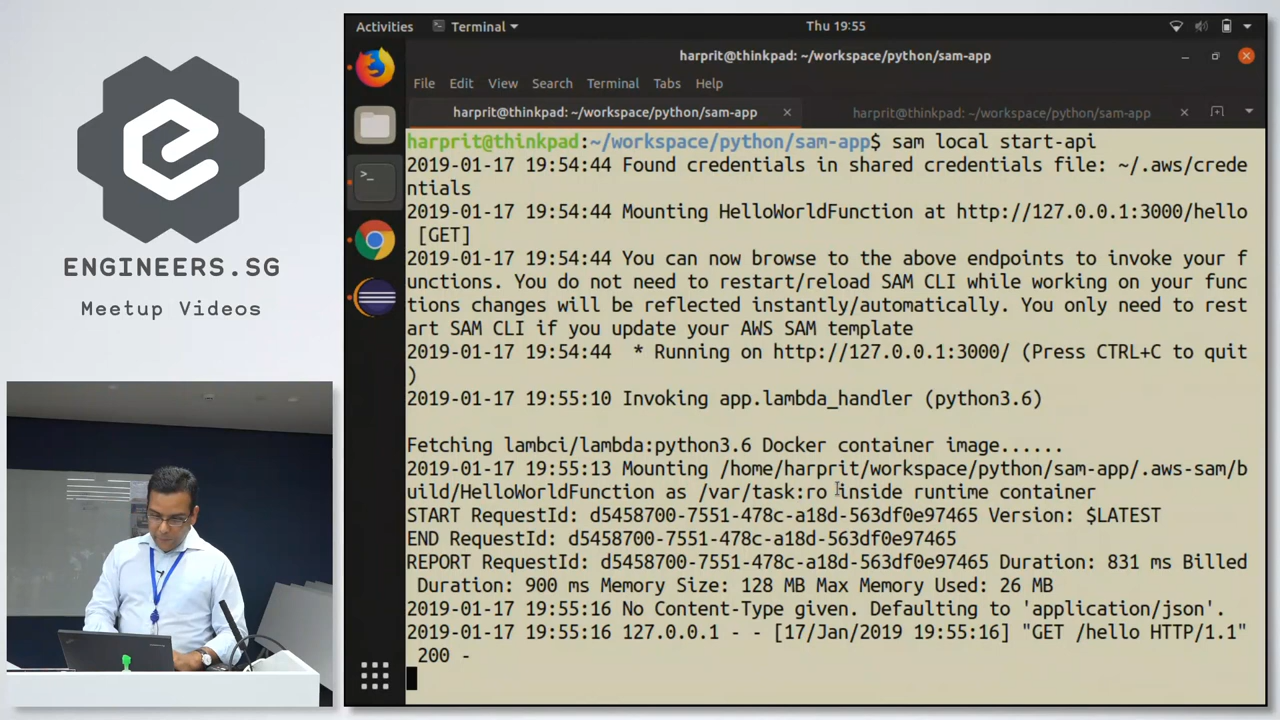 ENGINEERS.SG
Meetup Videos
Activities
Terminal
Thu 19:55
harprit@thinkpad: ~/workspace/python/sam-app
File Edit View Search Terminal Tabs Help
harprit@thinkpad: ~/workspace/python/sam-app
harprit@thinkpad: ~/workspace/python/sam-app
harprit@thinkpad:~/workspace/python/sam-app$ sam local start-api
2019-01-17 19:54:44 Found credentials in shared credentials file: ~/.aws/crede
ntials
2019-01-17 19:54:44 Mounting HelloWorldFunction at http://127.0.0.1:3000/hello
[GET]
2019-01-17 19:54:44 You can now browse to the above endpoints to invoke your f
unctions. You do not need to restart/reload SAM CLI while working on your func
tions changes will be reflected instantly/automatically. You only need to rest
art SAM CLI if you update your AWS SAM template
2019-01-17 19:54:44  * Running on http://127.0.0.1:3000/ (Press CTRL+C to quit
)
2019-01-17 19:55:10 Invoking app.lambda_handler (python3.6)
Fetching lambci/lambda:python3.6 Docker container image......
2019-01-17 19:55:13 Mounting /home/harprit/workspace/python/sam-app/.aws-sam/b
uild/HelloWorldFunction as /var/task:ro inside runtime container
START RequestId: d5458700-7551-478c-a18d-563df0e97465 Version: $LATEST
END RequestId: d5458700-7551-478c-a18d-563df0e97465
REPORT RequestId: d5458700-7551-478c-a18d-563df0e97465 Duration: 831 ms Billed
Duration: 900 ms Memory Size: 128 MB Max Memory Used: 26 MB
2019-01-17 19:55:16 No Content-Type given. Defaulting to 'application/json'.
2019-01-17 19:55:16 127.0.0.1 - - [17/Jan/2019 19:55:16] "GET /hello HTTP/1.1"
200 -